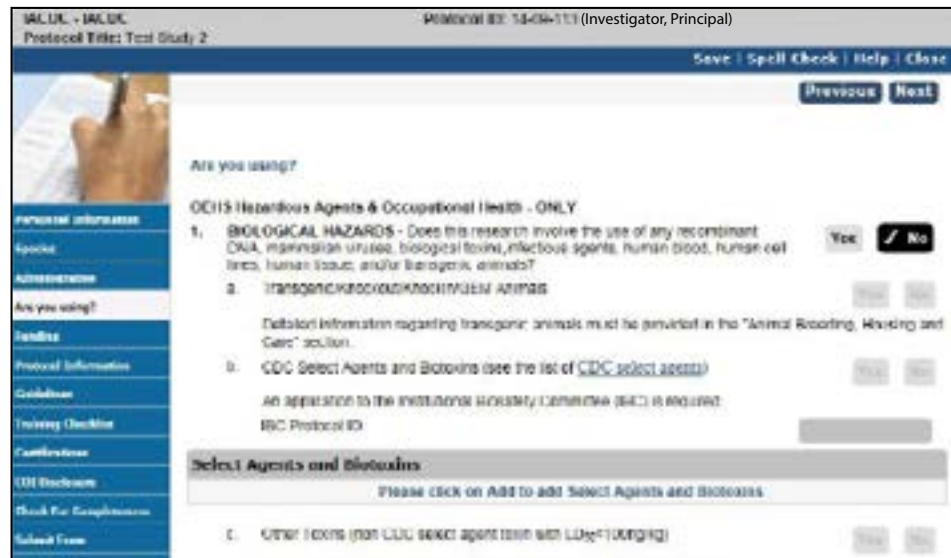 IACUC - IACUC Protocol ID: 14-09-113 (Investigator, Principal)
Protocol Title: Test Study 2
Save | Spell Check | Help | Close
Previous Next
Are you using?
OEHS Hazardous Agents & Occupational Health - ONLY
1. BIOLOGICAL HAZARDS - Does this research involve the use of any recombinant
DNA, mammalian viruses, biological toxins, infectious agents, human blood, human cell
lines, human tissue, and/or transgenic animals?
Yes No
a. Transgenic/Knockout/Knockin/GEM Animals
Yes No
Detailed information regarding transgenic animals must be provided in the "Animal Breeding, Housing and
Care" section.
b. CDC Select Agents and Biotoxins (see the list of CDC select agents)
Yes No
An application to the Institutional Biosafety Committee (IBC) is required
IBC Protocol ID
Select Agents and Biotoxins
Please click on Add to add Select Agents and Biotoxins
c. Other Toxins (non CDC select agent toxin with LD50<100ng/kg)
Yes No
Personnel Information
Species
Administration
Are you using?
Funding
Protocol Information
Guidelines
Training Checklist
Certifications
COI Disclosure
Check For Completeness
Submit Form